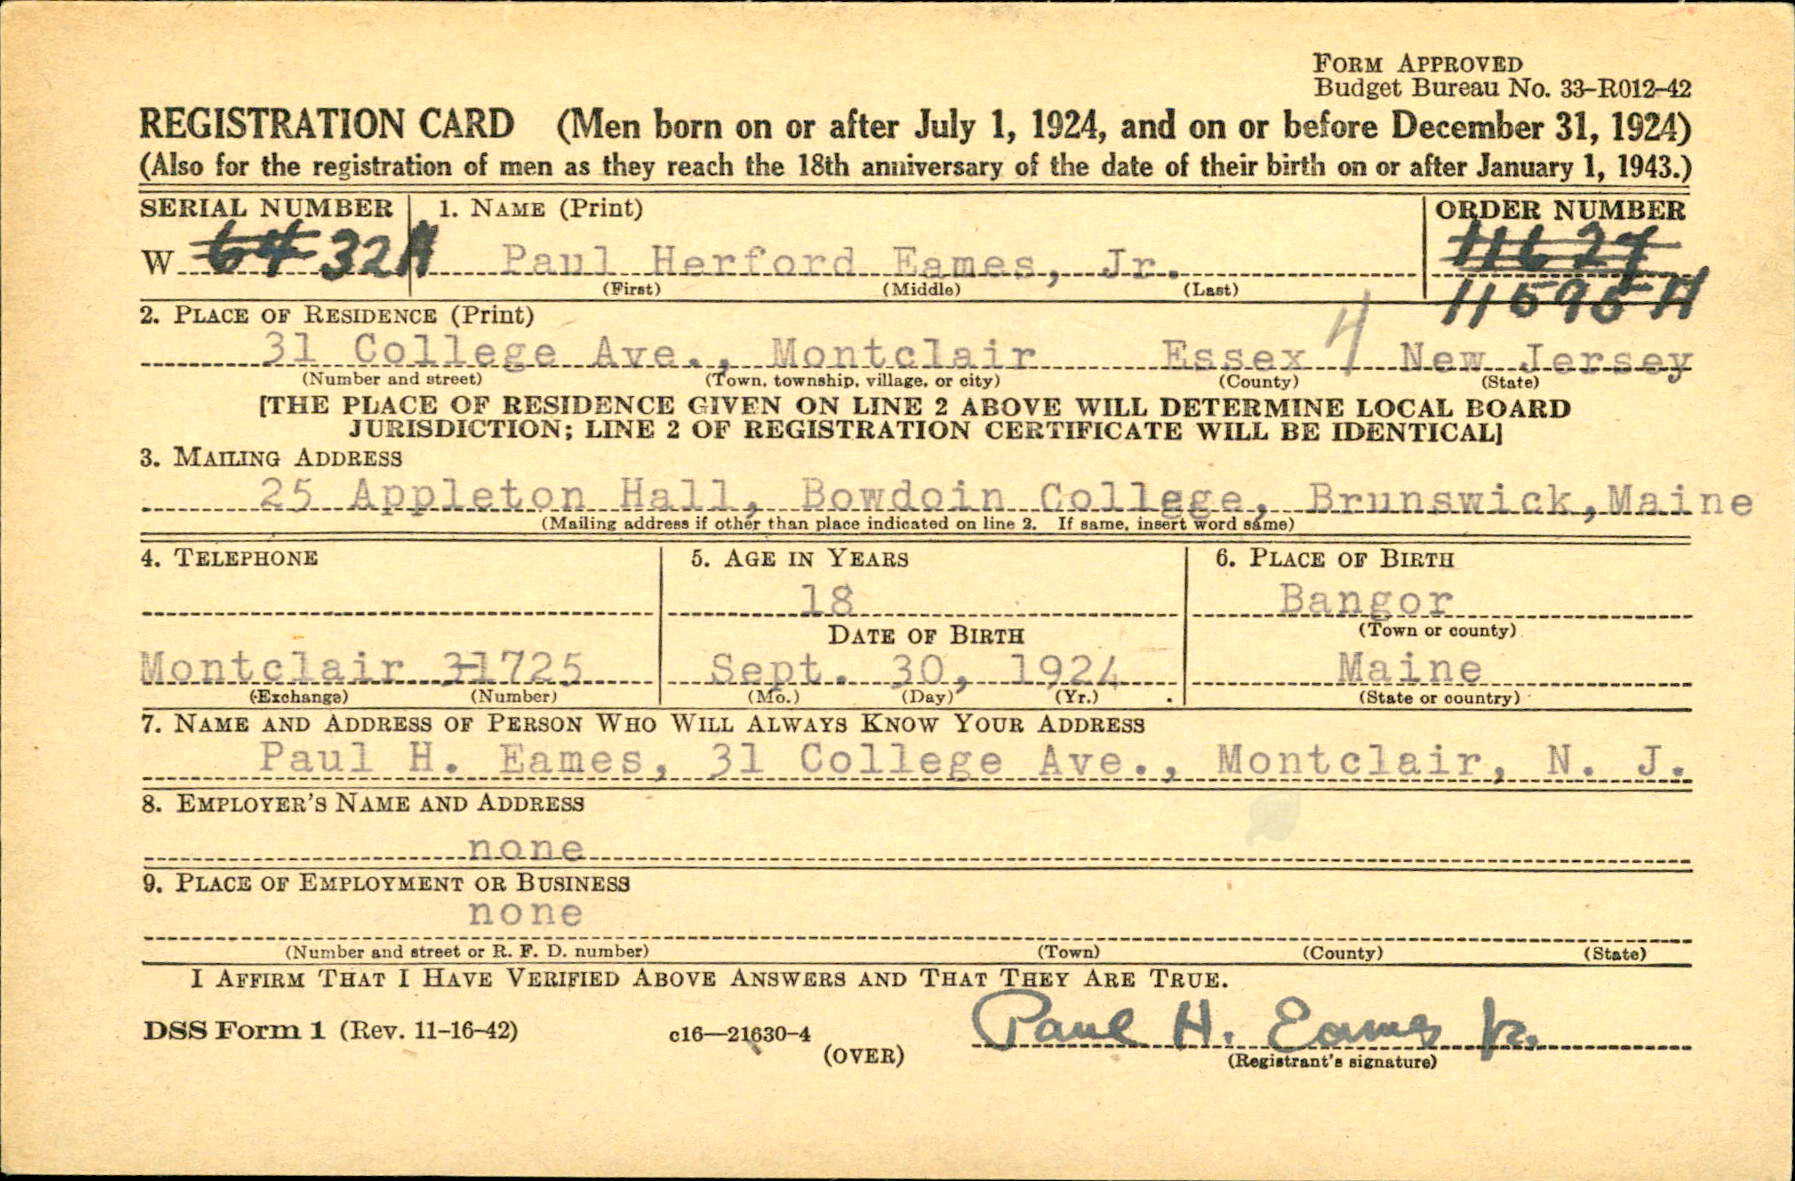 FORM APPROVED
Budget Bureau No. 33-R012-42
REGISTRATION CARD (Men born on or after July 1, 1924, and on or before December 31, 1924)
(Also for the registration of men as they reach the 18th anniversary of the date of their birth on or after January 1, 1943.)
SERIAL NUMBER 1. NAME (Print) ORDER NUMBER
W 64 32A Paul Herford Eames, Jr. 11627
(First) (Middle) (Last) 11595A
2. PLACE OF RESIDENCE (Print)
31 College Ave., Montclair Essex 4 New Jersey
(Number and street) (Town, township, village, or city) (County) (State)
[THE PLACE OF RESIDENCE GIVEN ON LINE 2 ABOVE WILL DETERMINE LOCAL BOARD
JURISDICTION; LINE 2 OF REGISTRATION CERTIFICATE WILL BE IDENTICAL]
3. MAILING ADDRESS
25 Appleton Hall, Bowdoin College, Brunswick, Maine
(Mailing address if other than place indicated on line 2. If same, insert word same)
4. TELEPHONE 5. AGE IN YEARS 6. PLACE OF BIRTH
18 Bangor
DATE OF BIRTH (Town or county)
Montclair 31725 Sept. 30, 1924 Maine
(Exchange) (Number) (Mo.) (Day) (Yr.) (State or country)
7. NAME AND ADDRESS OF PERSON WHO WILL ALWAYS KNOW YOUR ADDRESS
Paul H. Eames, 31 College Ave., Montclair, N. J.
8. EMPLOYER'S NAME AND ADDRESS
none
9. PLACE OF EMPLOYMENT OR BUSINESS
none
(Number and street or R. F. D. number) (Town) (County) (State)
I AFFIRM THAT I HAVE VERIFIED ABOVE ANSWERS AND THAT THEY ARE TRUE.
DSS Form 1 (Rev. 11-16-42) c16—21630-4 Paul H. Eames Jr.
(OVER) (Registrant's signature)